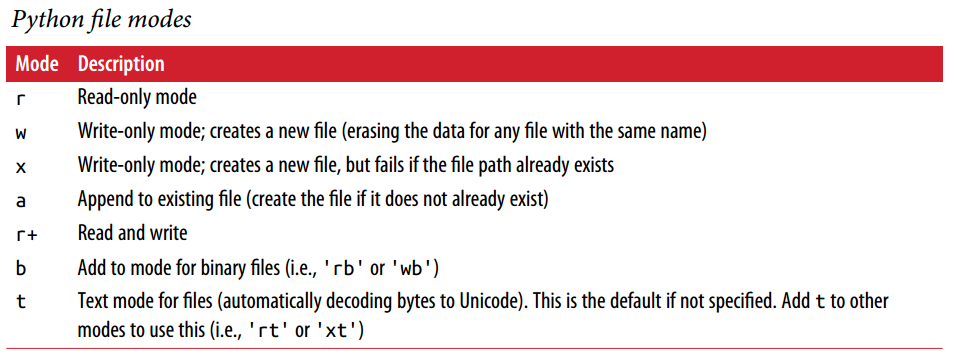 Python file modes
Mode Description
r Read-only mode
w Write-only mode; creates a new file (erasing the data for any file with the same name)
x Write-only mode; creates a new file, but fails if the file path already exists
a Append to existing file (create the file if it does not already exist)
r+ Read and write
b Add to mode for binary files (i.e., 'rb' or 'wb')
t Text mode for files (automatically decoding bytes to Unicode). This is the default if not specified. Add t to other
modes to use this (i.e., 'rt' or 'xt')